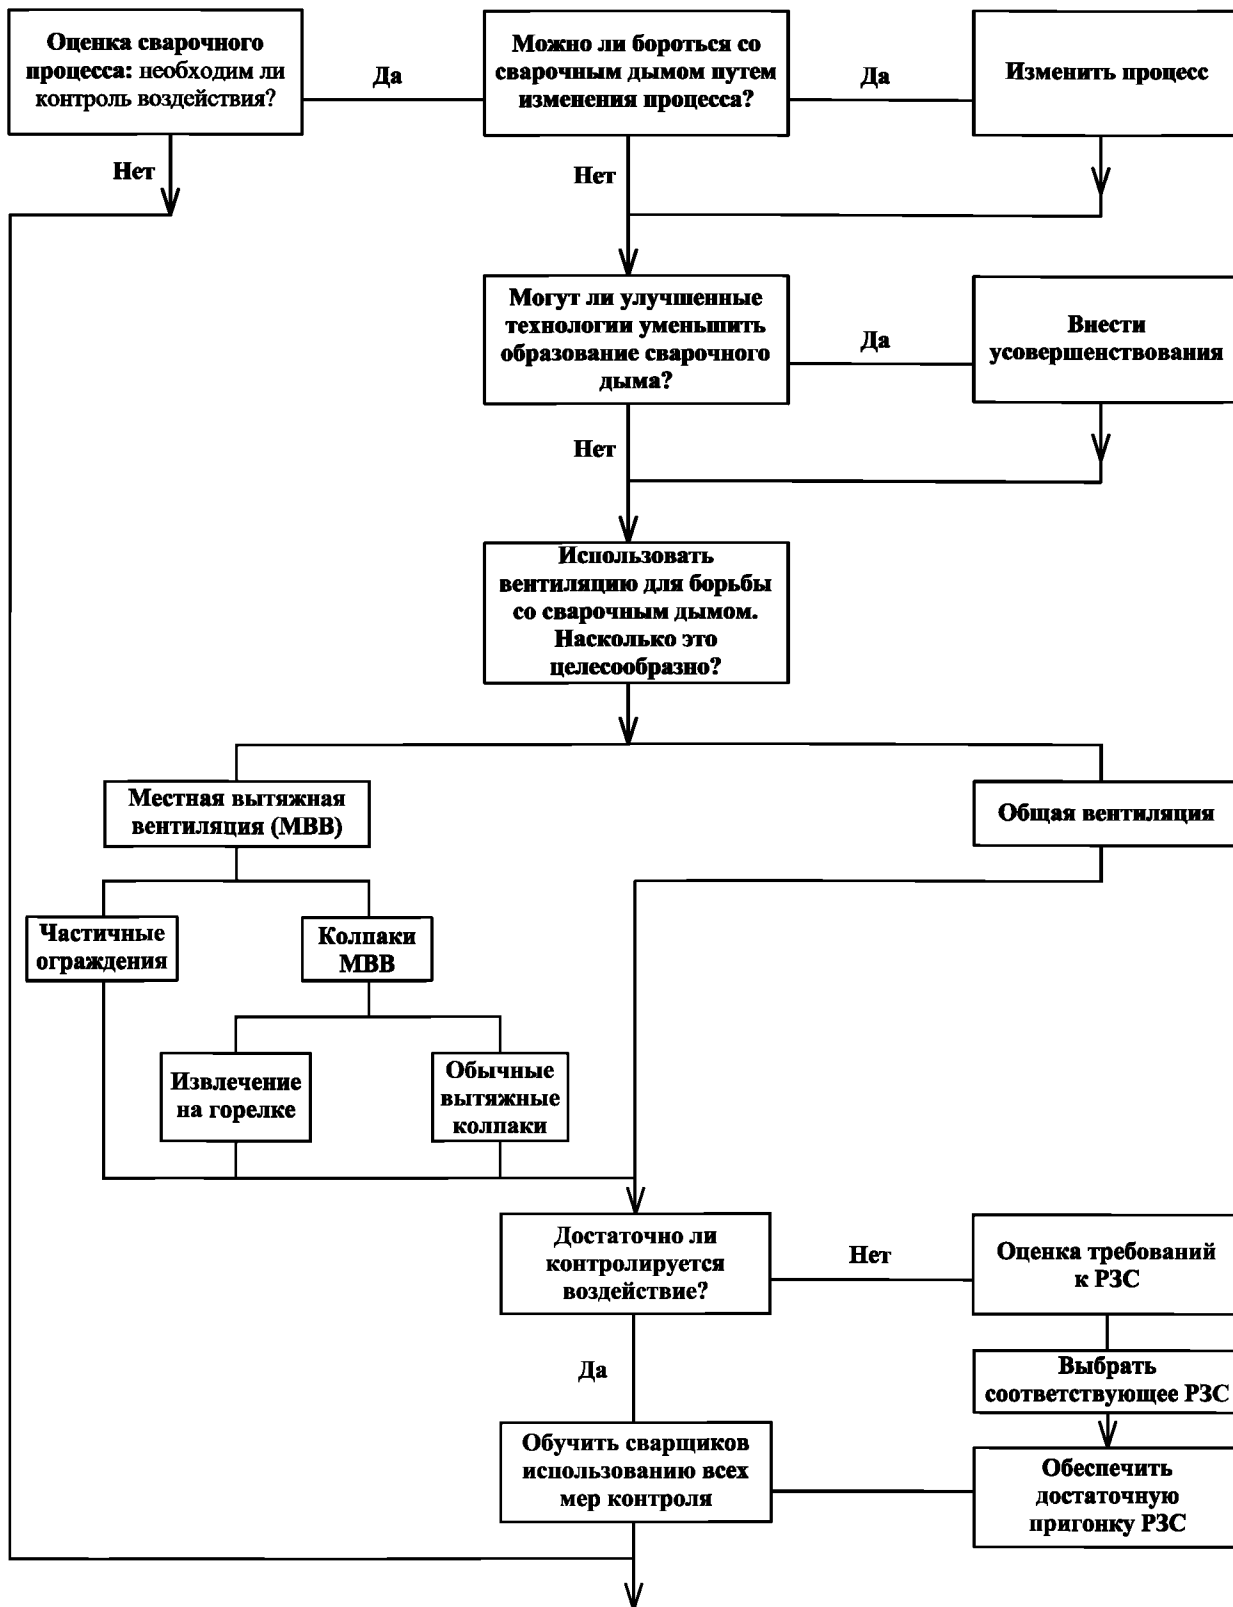 Оценка сварочного
процесса: необходим ли
контроль воздействия?
Да
Можно ли бороться со
сварочным дымом путем
изменения процесса?
Да
Изменить процесс
Нет
Нет
Могут ли улучшенные
технологии уменьшить
образование сварочного
дыма?
Да
Внести
усовершенствования
Нет
Использовать
вентиляцию для борьбы
со сварочным дымом.
Насколько это
целесообразно?
Местная вытяжная
вентиляция (МВВ)
Общая вентиляция
Частичные
ограждения
Колпаки
МВВ
Извлечение
на горелке
Обычные
вытяжные
колпаки
Достаточно ли
контролируется
воздействие?
Нет
Оценка требований
к РЗС
Да
Выбрать
соответствующее РЗС
Обучить сварщиков
использованию всех
мер контроля
Обеспечить
достаточную
пригонку РЗС